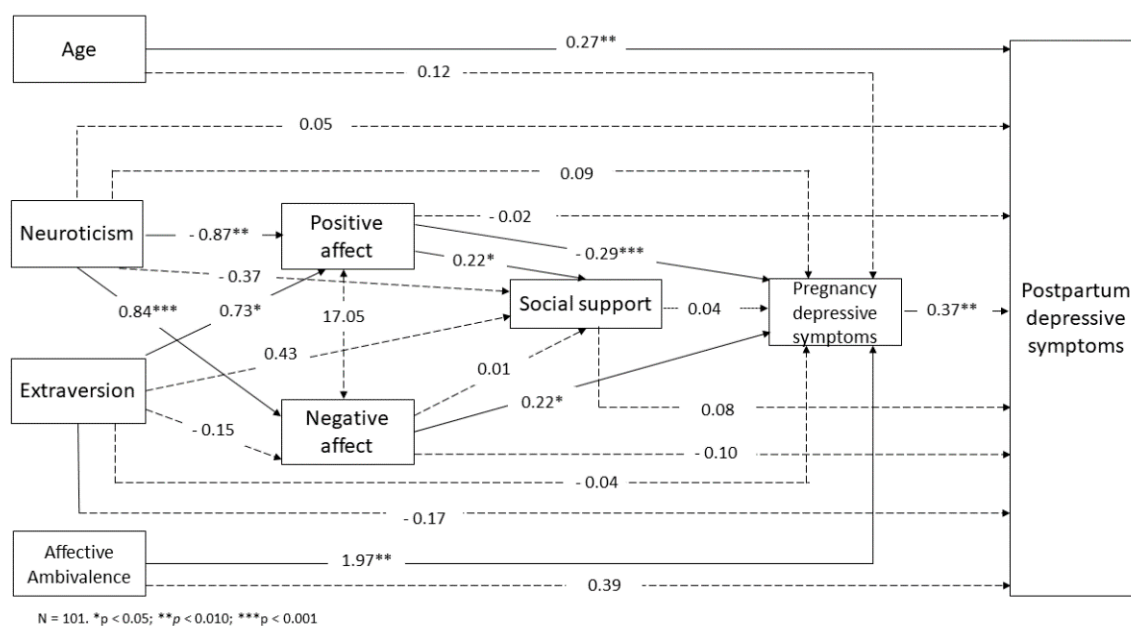 Age
0.27**
0.12
0.05
0.09
Neuroticism
- 0.87**
Positive
affect
- 0.02
- 0.29***
0.22*
- 0.37
Social support
0.04
Pregnancy
depressive
symptoms
0.37**
Postpartum
depressive
symptoms
0.84***
0.73*
17.05
0.43
0.01
Extraversion
0.22*
0.08
- 0.15
Negative
affect
- 0.10
- 0.04
- 0.17
Affective
Ambivalence
1.97**
0.39
N = 101. *p < 0.05; **p < 0.010; ***p < 0.001